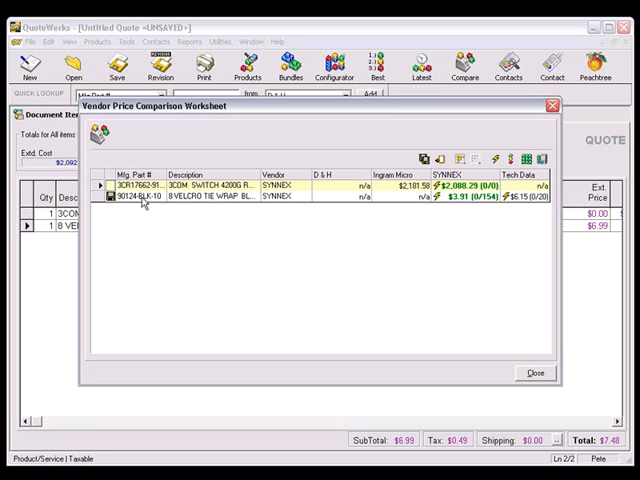 QuoteWerks - [Untitled Quote <UNSAVED>]
File Edit View Products Tools Contacts Reports Utilities Window Help
New Open Save Revision Print Products Bundles Configurator Best Latest Compare Contacts Contact Peachtree
QUICK LOOKUP Mfg Part # from D & H Add
Vendor Price Comparison Worksheet
Document Iter
Totals for All items
QUOTE
Extd. Cost
$2,092
Mfg. Part # Description Vendor D & H Ingram Micro SYNNEX Tech Data
3CR17662-91... 3COM SWITCH 4200G R... SYNNEX n/a $2,181.58 $2,088.29 (0/0) n/a
90124-BLK-10 8 VELCRO TIE WRAP BL... SYNNEX n/a n/a $3.91 (0/154) $6.15 (0/20)
Qty Desc Ext. Price
1 3COM $0.00
1 8 VEL $6.99
Close
SubTotal: $6.99 Tax: $0.49 Shipping: $0.00 ... Total: $7.48
Product/Service | Taxable Ln 2/2 Pete